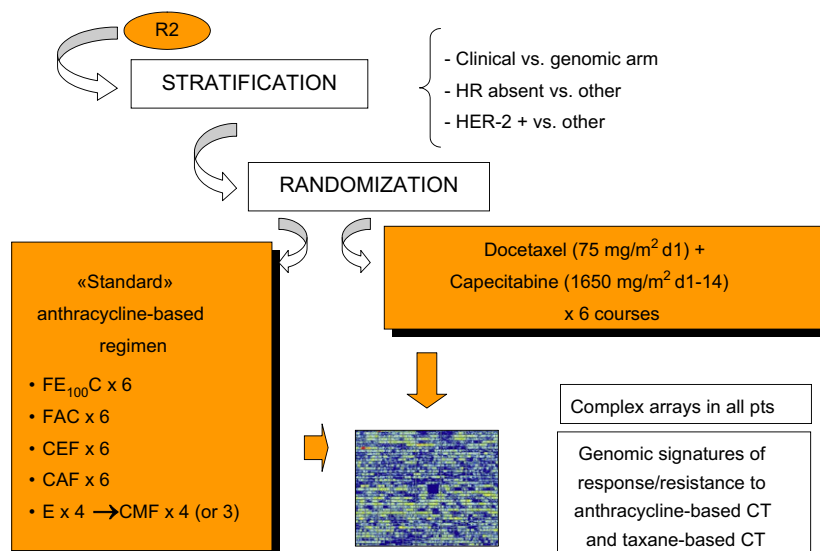 R2
STRATIFICATION
- Clinical vs. genomic arm
- HR absent vs. other
- HER-2 + vs. other
RANDOMIZATION
«Standard»
anthracycline-based
regimen
• FE₁₀₀C x 6
• FAC x 6
• CEF x 6
• CAF x 6
• E x 4 →CMF x 4 (or 3)
Docetaxel (75 mg/m² d1) +
Capecitabine (1650 mg/m² d1-14)
x 6 courses
Complex arrays in all pts
Genomic signatures of
response/resistance to
anthracycline-based CT
and taxane-based CT